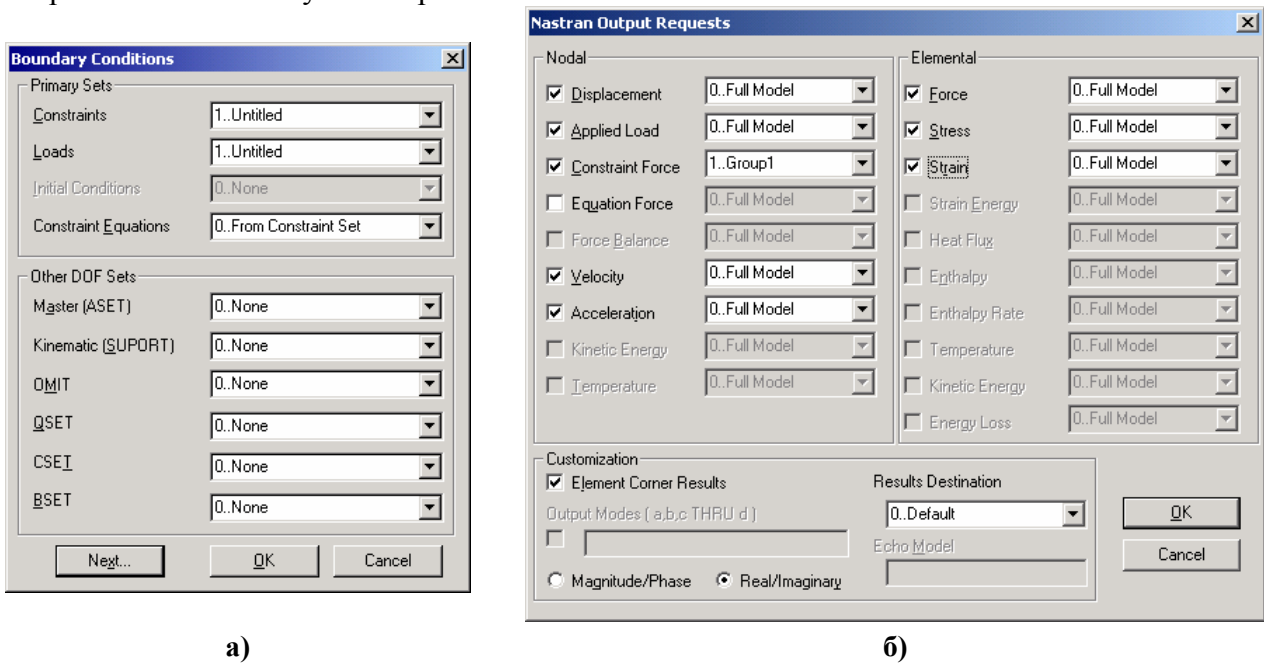 Boundary Conditions
Primary Sets
Constraints 1..Untitled
Loads 1..Untitled
Initial Conditions 0..None
Constraint Equations 0..From Constraint Set
Other DOF Sets
Master (ASET) 0..None
Kinematic (SUPORT) 0..None
OMIT 0..None
QSET 0..None
CSET 0..None
BSET 0..None
Next... OK Cancel
а)
Nastran Output Requests
Nodal
Displacement 0..Full Model
Applied Load 0..Full Model
Constraint Force 1..Group1
Equation Force 0..Full Model
Force Balance 0..Full Model
Velocity 0..Full Model
Acceleration 0..Full Model
Kinetic Energy 0..Full Model
Temperature 0..Full Model
Elemental
Force 0..Full Model
Stress 0..Full Model
Strain 0..Full Model
Strain Energy 0..Full Model
Heat Flux 0..Full Model
Enthalpy 0..Full Model
Enthalpy Rate 0..Full Model
Temperature 0..Full Model
Kinetic Energy 0..Full Model
Energy Loss 0..Full Model
Customization
Element Corner Results
Output Modes ( a,b,c THRU d )
Magnitude/Phase Real/Imaginary
Results Destination
0..Default
Echo Model
OK
Cancel
б)